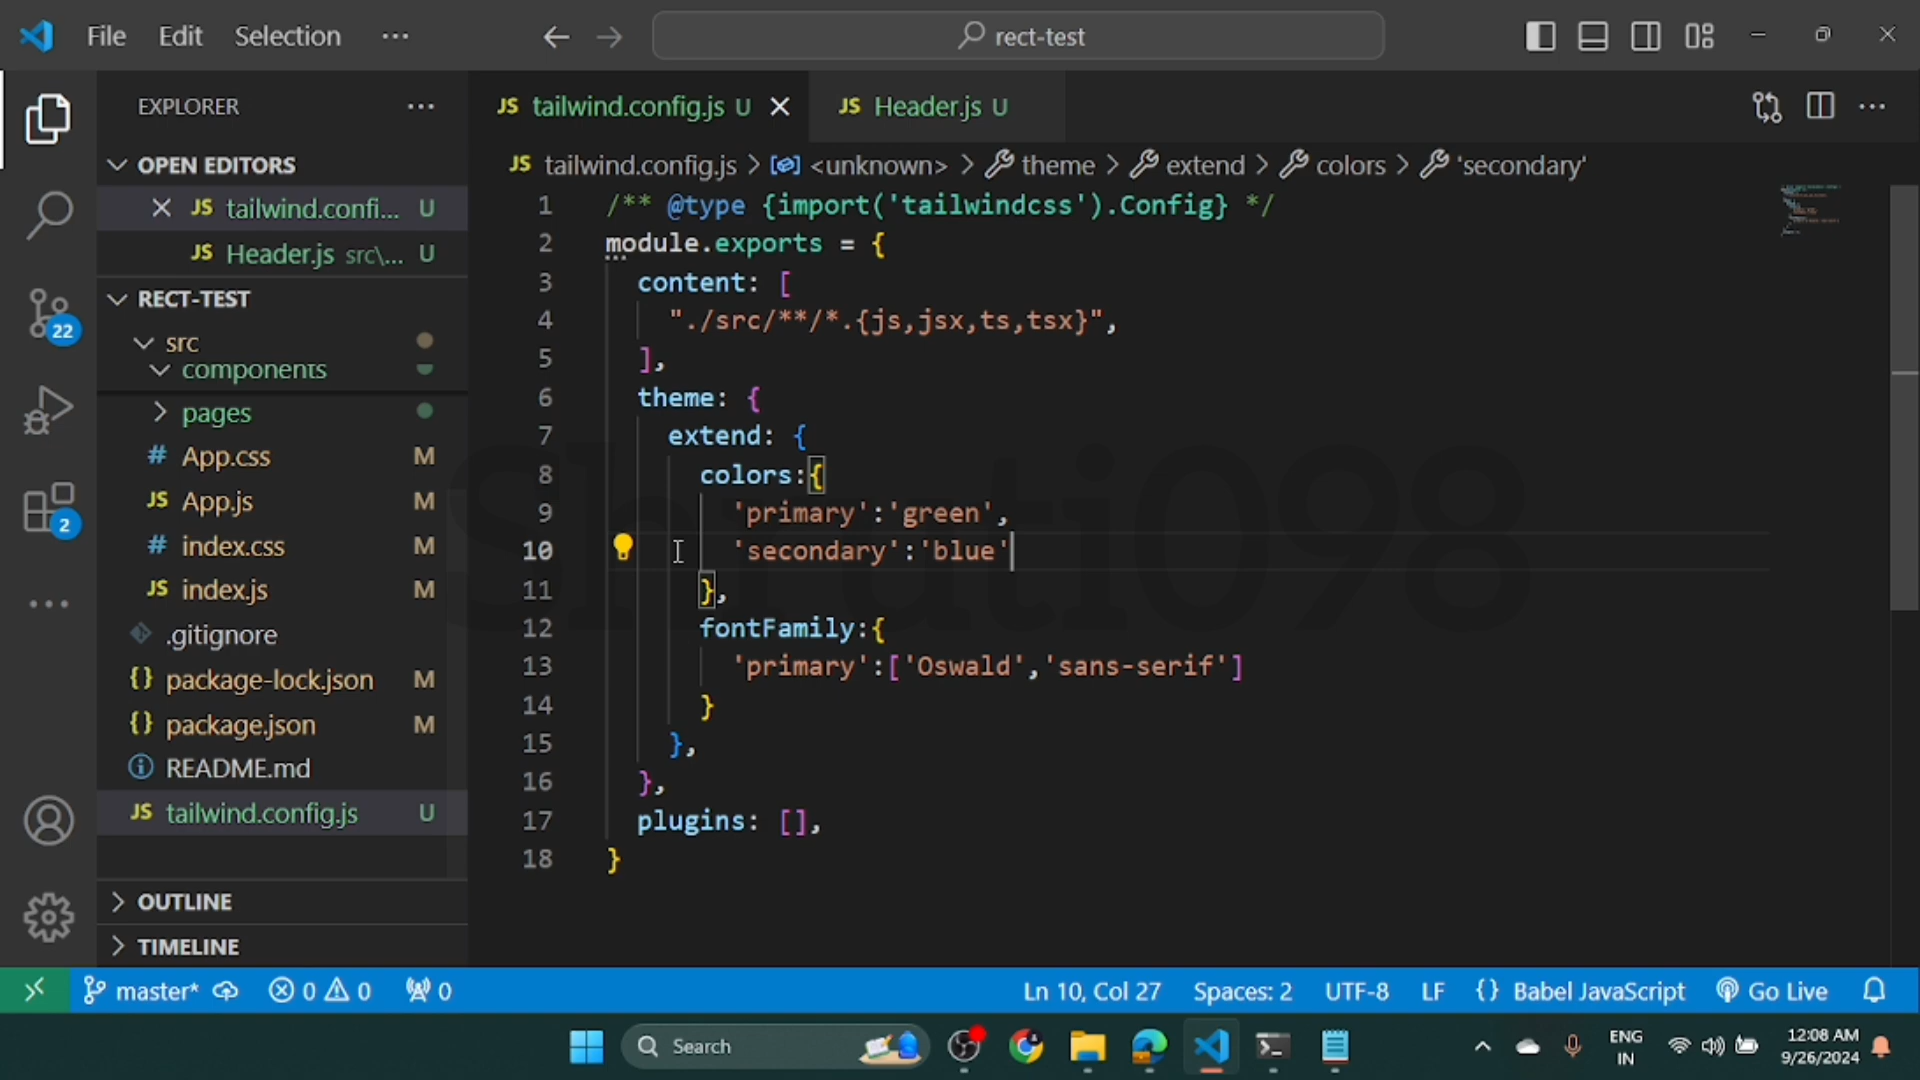 File Edit Selection ··· rect-test
EXPLORER ···
OPEN EDITORS
JS tailwind.confi... U
JS Header.js src\... U
RECT-TEST
src
components
pages
# App.css M
JS App.js M
# index.css M
JS index.js M
.gitignore
{} package-lock.json M
{} package.json M
README.md
JS tailwind.config.js U
OUTLINE
TIMELINE
22
2
JS tailwind.config.js U JS Header.js U
JS tailwind.config.js > <unknown> > theme > extend > colors > 'secondary'
1 /** @type {import('tailwindcss').Config} */
2 module.exports = {
3 content: [
4 "./src/**/*.{js,jsx,ts,tsx}",
5 ],
6 theme: {
7 extend: {
8 colors:{
9 'primary':'green',
10 'secondary':'blue'
11 },
12 fontFamily:{
13 'primary':['Oswald','sans-serif']
14 }
15 },
16 },
17 plugins: [],
18 }
Shruti098
master* 0 0 0 Ln 10, Col 27 Spaces: 2 UTF-8 LF {} Babel JavaScript Go Live
Search ENG IN 12:08 AM 9/26/2024